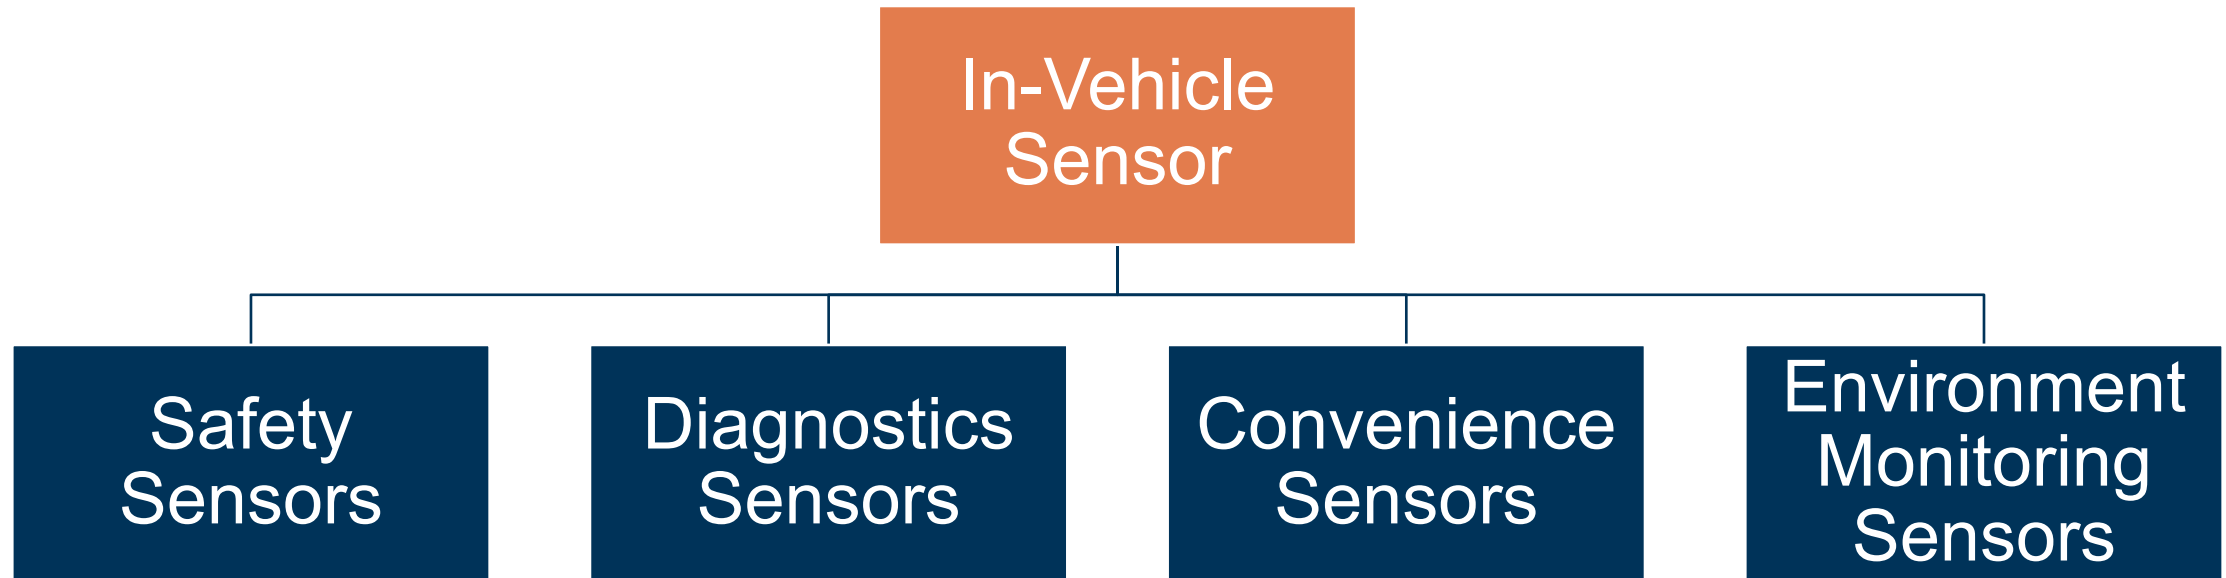 In-Vehicle
Sensor
Safety
Sensors
Diagnostics
Sensors
Convenience
Sensors
Environment
Monitoring
Sensors